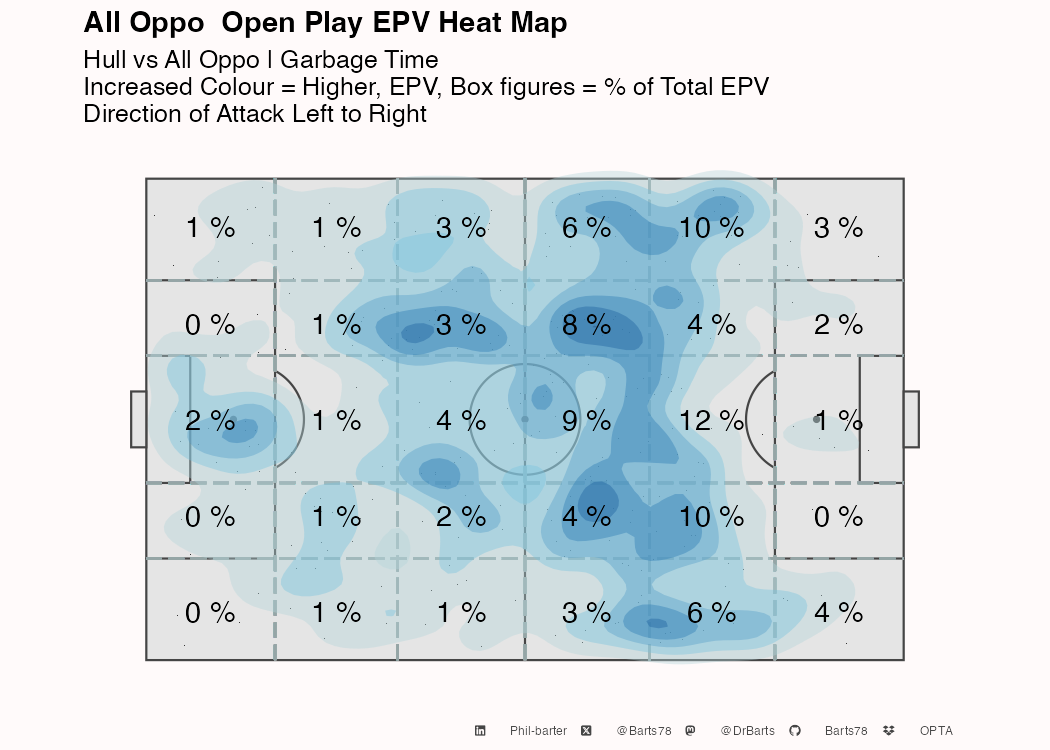 All Oppo  Open Play EPV Heat Map
Hull vs All Oppo | Garbage Time
Increased Colour = Higher, EPV, Box figures = % of Total EPV
Direction of Attack Left to Right
1 % 1 % 3 % 6 % 10 % 3 %
0 % 1 % 3 % 8 % 4 % 2 %
2 % 1 % 4 % 9 % 12 % 1 %
0 % 1 % 2 % 4 % 10 % 0 %
0 % 1 % 1 % 3 % 6 % 4 %
Phil-barter @Barts78 @DrBarts Barts78 OPTA